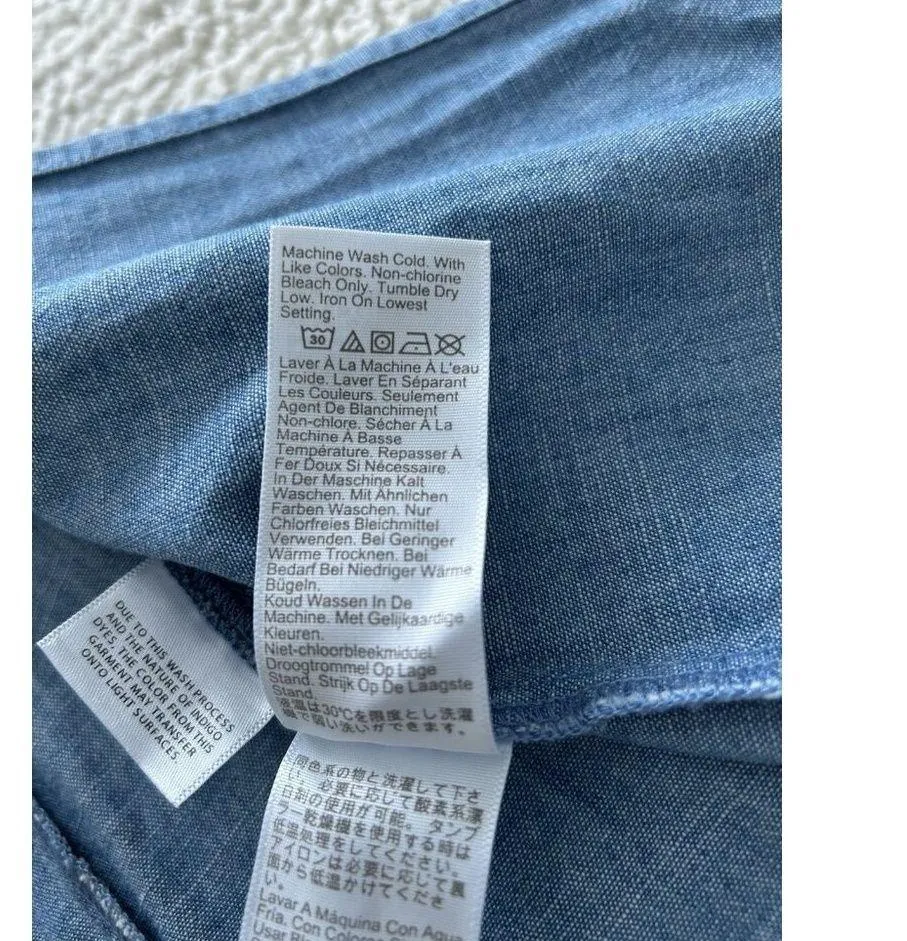 Machine Wash Cold. With
Like Colors. Non-chlorine
Bleach Only. Tumble Dry
Low. Iron On Lowest
Setting.
30
Laver À La Machine À L'eau
Froide. Laver En Séparant
Les Couleurs. Seulement
Agent De Blanchiment
Non-chlore. Sécher À La
Machine À Basse
Température. Repasser À
Fer Doux Si Nécessaire.
In Der Maschine Kalt
Waschen. Mit Ähnlichen
Farben Waschen. Nur
Chlorfreies Bleichmittel
Verwenden. Bei Geringer
Wärme Trocknen. Bei
Bedarf Bei Niedriger Wärme
Bügeln.
Koud Wassen In De
Machine. Met Gelijkaardige
Kleuren.
Niet-chloorbleekmiddel.
Droogtrommel Op Lage
Stand. Strijk Op De Laagste
Stand.
液温は30℃を限度とし洗濯
機で弱い洗いができます。
同色系の物と洗濯して下さ
い。必要に応じて酸素系漂
白剤の使用が可能。タンブ
ラー乾燥機を使用する時は
低温処理をしてください。
アイロンは必要に応じて裏
面から低温かけてくださ
い。
Lavar A Máquina Con Agua
Fría. Con Colores
Usar
DUE TO THIS WASH PROCESS
AND THE NATURE OF INDIGO
DYES. THE COLOR FROM THIS
GARMENT MAY TRANSFER
ONTO LIGHT SURFACES.